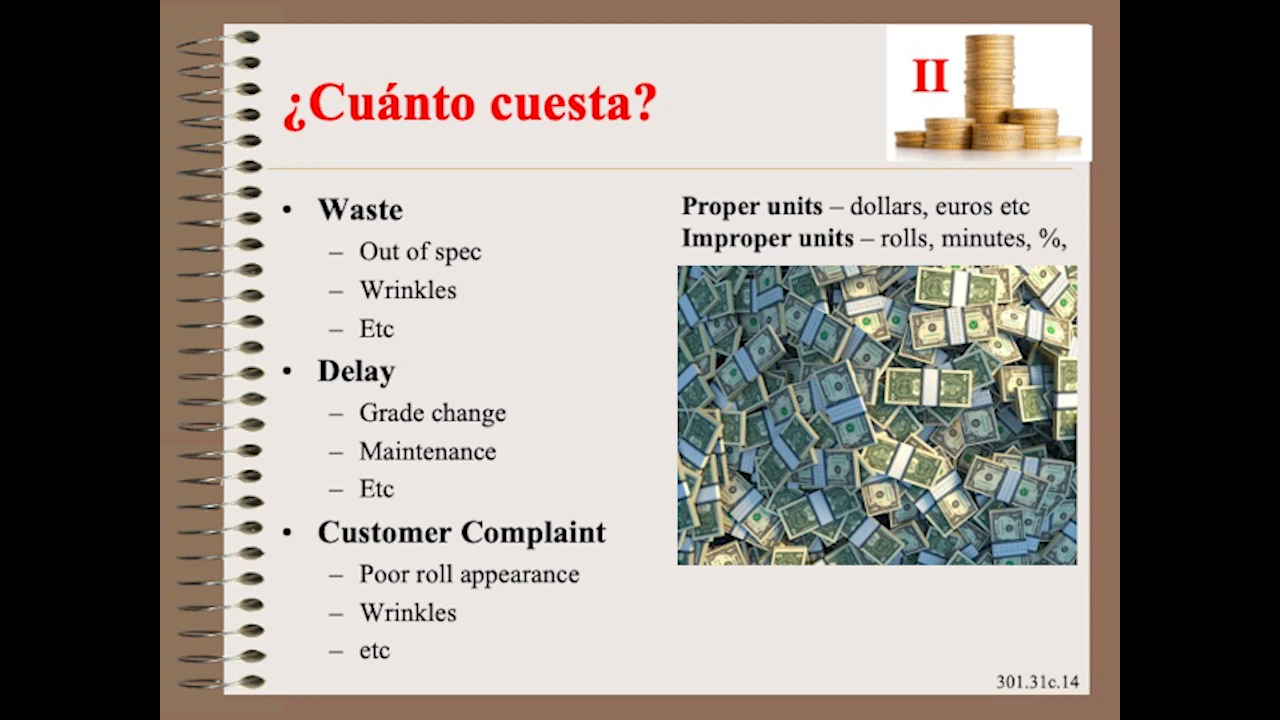 ¿Cuánto cuesta?
II
• Waste
– Out of spec
– Wrinkles
– Etc
• Delay
– Grade change
– Maintenance
– Etc
• Customer Complaint
– Poor roll appearance
– Wrinkles
– etc
Proper units – dollars, euros etc
Improper units – rolls, minutes, %,
301.31c.14